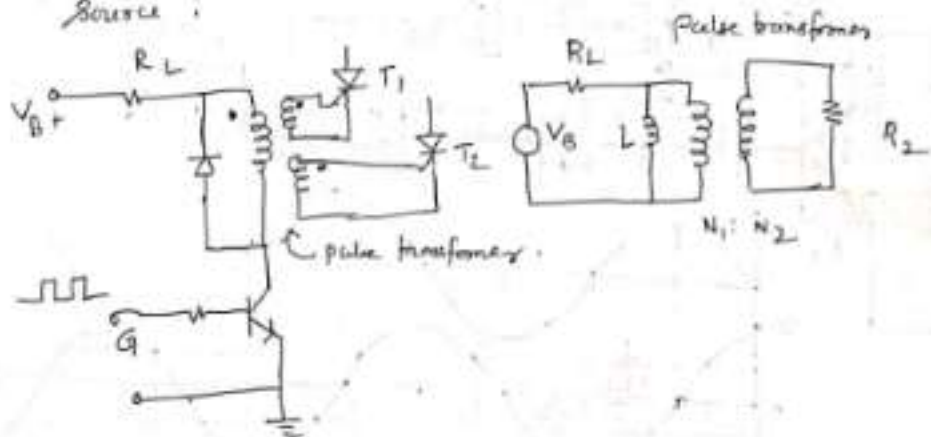 Source.
RL
VB+
T1
T2
pulse transformer.
G
pulse transformer
RL
VB
L
R2
N1: N2